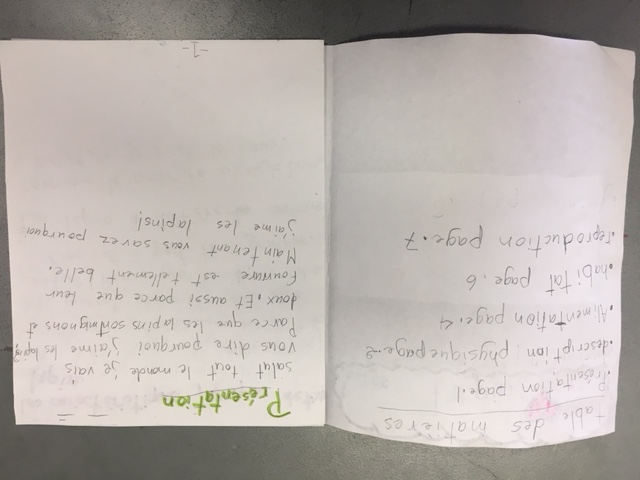 table des matieres
•Présentation page.1
•description physique page.2
•Alimentation page.4
•habitat page.6
•reproduction page.7
Présentation
salut tout le monde je vais
vous dire pourquoi j'aime les lapins?
Parce que les lapins sont mignons et
doux. Et aussi parce que leur
Fourrure est tellement belle.
Maintenant vous savez pourquoi
j'aime les lapins!
-1-